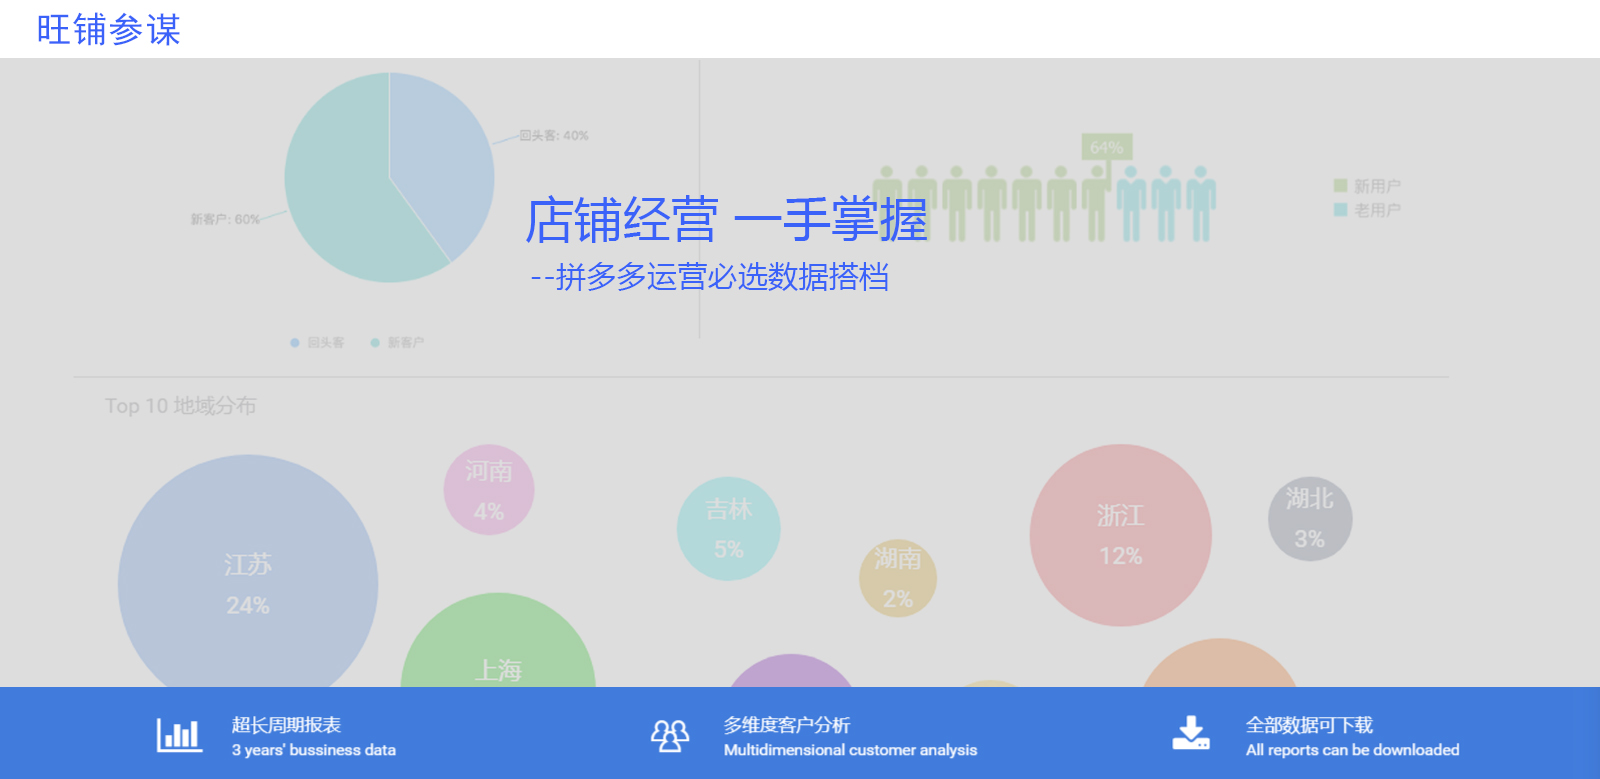 旺铺参谋
回头客: 40%
64%
新用户
老用户
新客户: 60%
店铺经营 一手掌握
--拼多多运营必选数据搭档
回头客
新客户
Top 10 地域分布
河南
4%
吉林
5%
湖南
2%
浙江
12%
湖北
3%
江苏
24%
上海
超长周期报表
3 years' bussiness data
多维度客户分析
Multidimensional customer analysis
全部数据可下载
All reports can be downloaded